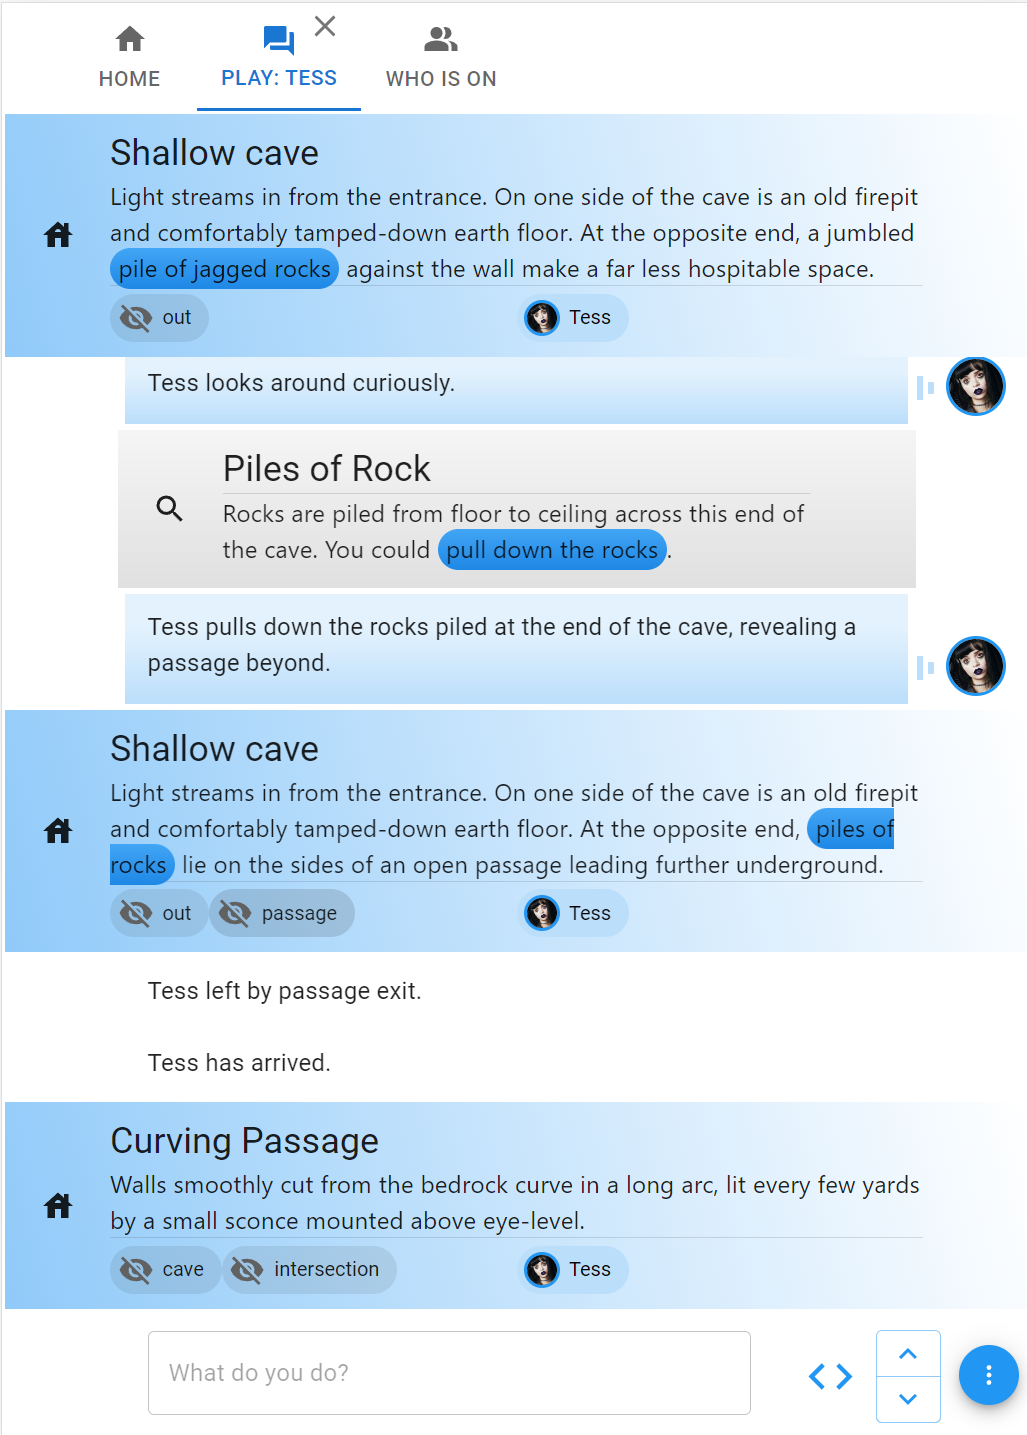 HOME
PLAY: TESS
WHO IS ON
Shallow cave
Light streams in from the entrance. On one side of the cave is an old firepit
and comfortably tamped-down earth floor. At the opposite end, a jumbled
pile of jagged rocks against the wall make a far less hospitable space.
out
Tess
Tess looks around curiously.
Piles of Rock
Rocks are piled from floor to ceiling across this end of
the cave. You could pull down the rocks.
Tess pulls down the rocks piled at the end of the cave, revealing a
passage beyond.
Shallow cave
Light streams in from the entrance. On one side of the cave is an old firepit
and comfortably tamped-down earth floor. At the opposite end, piles of
rocks lie on the sides of an open passage leading further underground.
out
passage
Tess
Tess left by passage exit.
Tess has arrived.
Curving Passage
Walls smoothly cut from the bedrock curve in a long arc, lit every few yards
by a small sconce mounted above eye-level.
cave
intersection
Tess
What do you do?